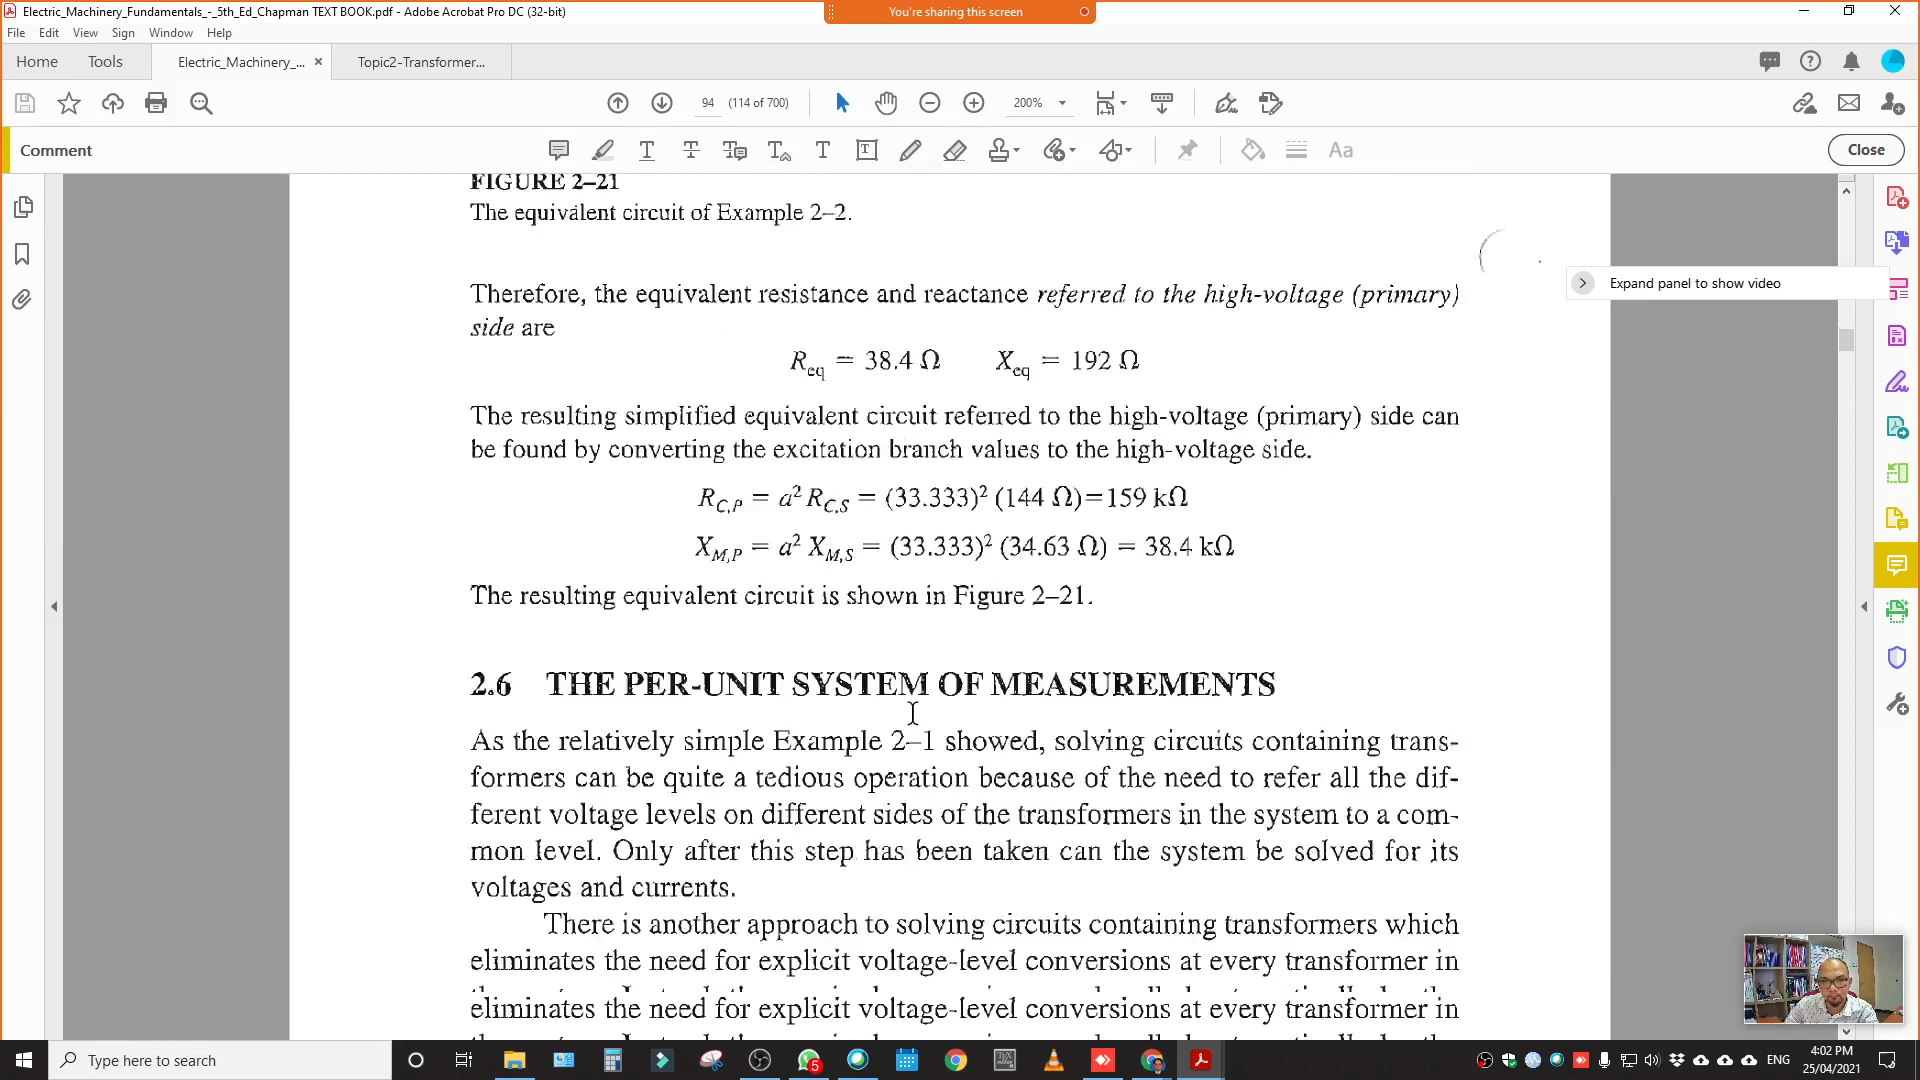 Electric_Machinery_Fundamentals_-_5th_Ed_Chapman TEXT BOOK.pdf - Adobe Acrobat Pro DC (32-bit)
You're sharing this screen
File Edit View Sign Window Help
Home Tools Electric_Machinery_... × Topic2-Transformer...
94 (114 of 700) 200%
Comment
Close
FIGURE 2–21
The equivalent circuit of Example 2–2.
Expand panel to show video
Therefore, the equivalent resistance and reactance referred to the high-voltage (primary)
side are
R_eq = 38.4 Ω X_eq = 192 Ω
The resulting simplified equivalent circuit referred to the high-voltage (primary) side can
be found by converting the excitation branch values to the high-voltage side.
R_C,P = a² R_C,S = (33.333)² (144 Ω)=159 kΩ
X_M,P = a² X_M,S = (33.333)² (34.63 Ω) = 38.4 kΩ
The resulting equivalent circuit is shown in Figure 2–21.
2.6 THE PER-UNIT SYSTEM OF MEASUREMENTS
As the relatively simple Example 2–1 showed, solving circuits containing trans-
formers can be quite a tedious operation because of the need to refer all the dif-
ferent voltage levels on different sides of the transformers in the system to a com-
mon level. Only after this step has been taken can the system be solved for its
voltages and currents.
There is another approach to solving circuits containing transformers which
eliminates the need for explicit voltage-level conversions at every transformer in
eliminates the need for explicit voltage-level conversions at every transformer in
Type here to search
5
ENG
4:02 PM
25/04/2021